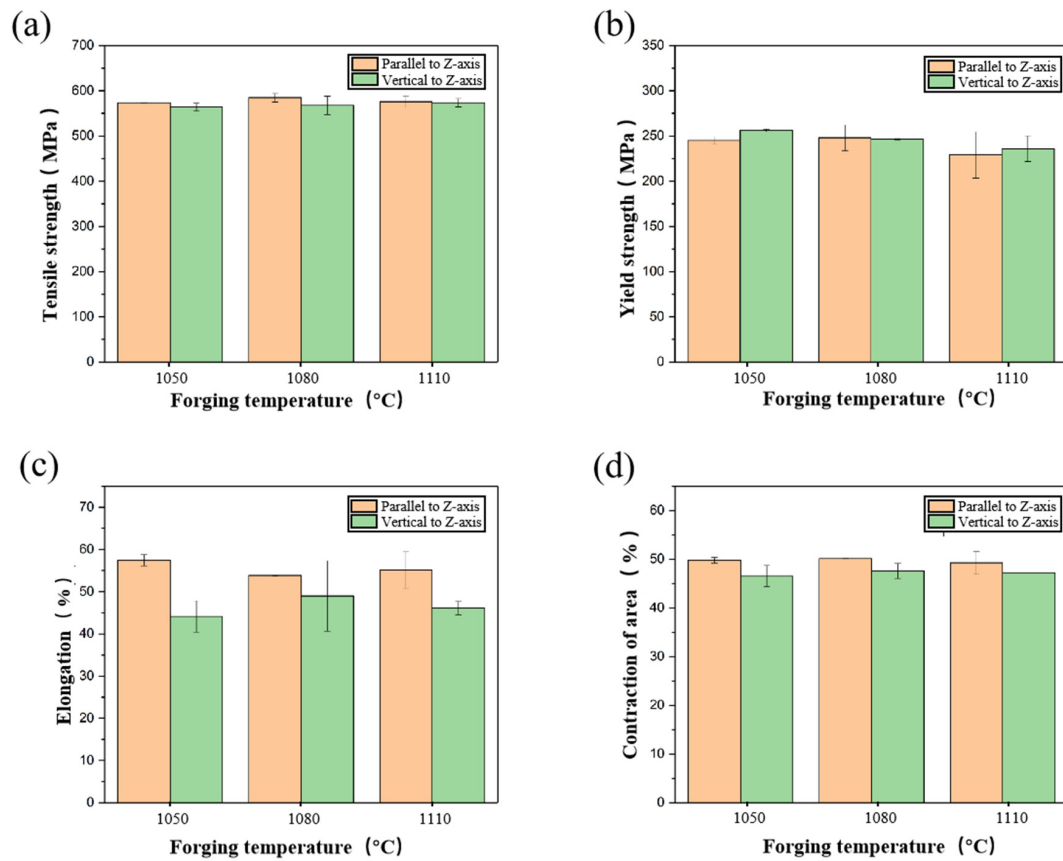 (a)
700
600
500
400
300
200
100
0
Tensile strength ( MPa )
Parallel to Z-axis
Vertical to Z-axis
1050 1080 1110
Forging temperature (°C)
(b)
350
300
250
200
150
100
50
0
Yield strength ( MPa )
Parallel to Z-axis
Vertical to Z-axis
1050 1080 1110
Forging temperature (°C)
(c)
70
60
50
40
30
20
10
0
Elongation ( % )
Parallel to Z-axis
Vertical to Z-axis
1050 1080 1110
Forging temperature (°C)
(d)
60
50
40
30
20
10
0
Contraction of area ( % )
Parallel to Z-axis
Vertical to Z-axis
1050 1080 1110
Forging temperature (°C)